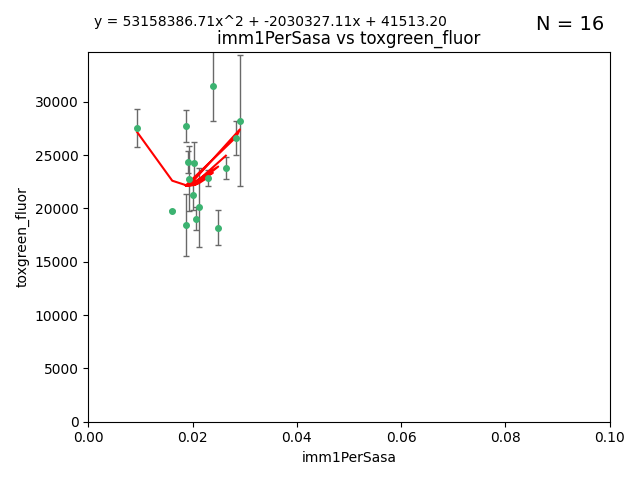 y = 53158386.71x^2 + -2030327.11x + 41513.20
N = 16
imm1PerSasa vs toxgreen_fluor
30000
25000
20000
15000
10000
5000
0
toxgreen_fluor
0.00 0.02 0.04 0.06 0.08 0.10
imm1PerSasa